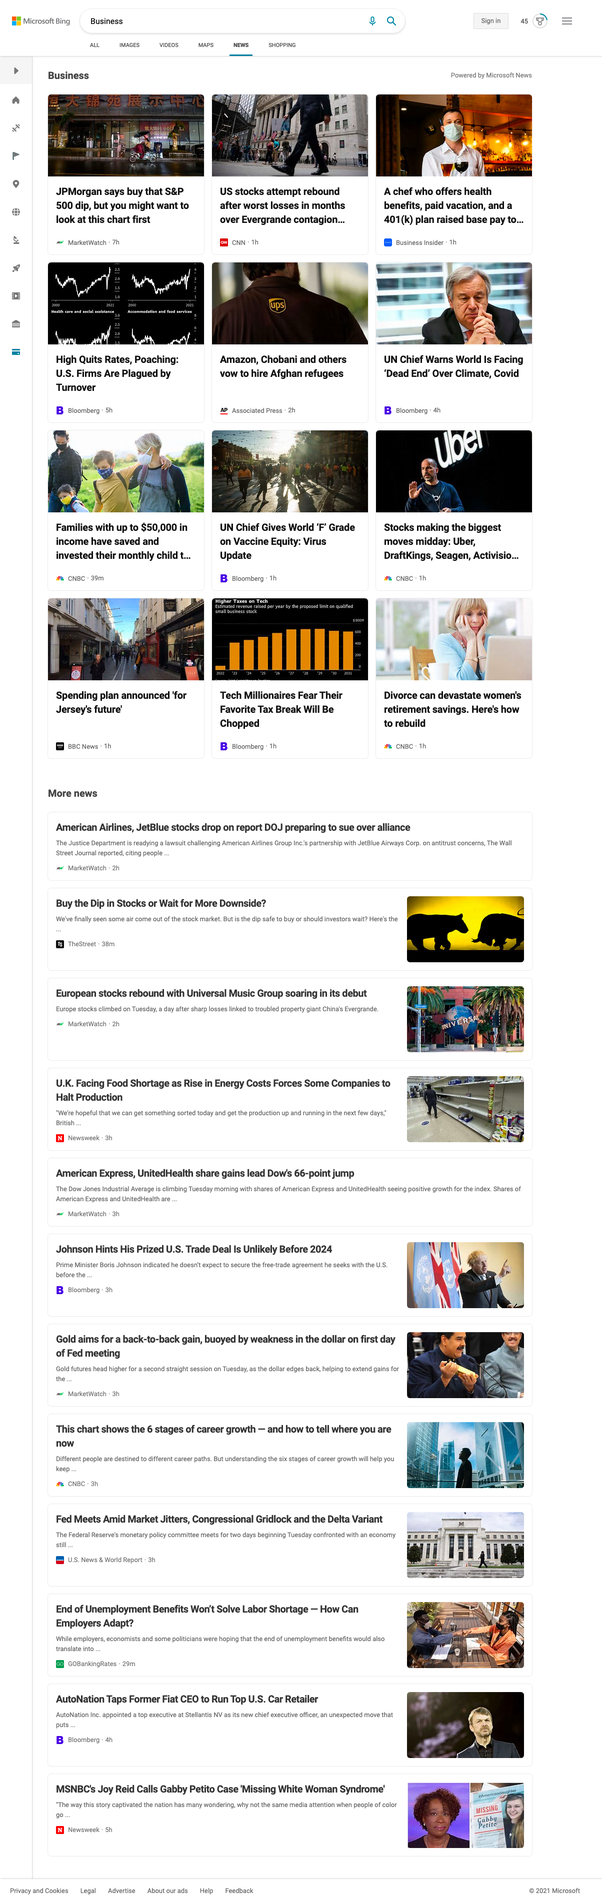 Microsoft Bing
Business
Sign in
45
ALL
IMAGES
VIDEOS
MAPS
NEWS
SHOPPING
Business
Powered by Microsoft News
JPMorgan says buy that S&P
500 dip, but you might want to
look at this chart first
MarketWatch · 7h
US stocks attempt rebound
after worst losses in months
over Evergrande contagion...
CNN · 1h
A chef who offers health
benefits, paid vacation, and a
401(k) plan raised base pay to...
Business Insider · 1h
Health care and social assistance
Accommodation and food services
High Quits Rates, Poaching:
U.S. Firms Are Plagued by
Turnover
Bloomberg · 5h
ups
Amazon, Chobani and others
vow to hire Afghan refugees
AP
Associated Press · 2h
UN Chief Warns World Is Facing
‘Dead End’ Over Climate, Covid
Bloomberg · 4h
Families with up to $50,000 in
income have saved and
invested their monthly child t...
CNBC · 39m
UN Chief Gives World ‘F’ Grade
on Vaccine Equity: Virus
Update
Bloomberg · 1h
Uber
Stocks making the biggest
moves midday: Uber,
DraftKings, Seagen, Activisio...
CNBC · 1h
Spending plan announced 'for
Jersey's future'
BBC News · 1h
Higher Taxes on Tech
Estimated revenue raised per year by the proposed limit on qualified
small business stock
Tech Millionaires Fear Their
Favorite Tax Break Will Be
Chopped
Bloomberg · 1h
Divorce can devastate women's
retirement savings. Here's how
to rebuild
CNBC · 1h
More news
American Airlines, JetBlue stocks drop on report DOJ preparing to sue over alliance
The Justice Department is readying a lawsuit challenging American Airlines Group Inc.'s partnership with JetBlue Airways Corp. on antitrust concerns, The Wall
Street Journal reported, citing people ...
MarketWatch · 2h
Buy the Dip in Stocks or Wait for More Downside?
We've finally seen some air come out of the stock market. But is the dip safe to buy or should investors wait? Here's the
...
TheStreet · 38m
European stocks rebound with Universal Music Group soaring in its debut
Europe stocks climbed on Tuesday, a day after sharp losses linked to troubled property giant China's Evergrande.
MarketWatch · 2h
U.K. Facing Food Shortage as Rise in Energy Costs Forces Some Companies to
Halt Production
"We're hopeful that we can get something sorted today and get the production up and running in the next few days,"
British ...
Newsweek · 3h
American Express, UnitedHealth share gains lead Dow's 66-point jump
The Dow Jones Industrial Average is climbing Tuesday morning with shares of American Express and UnitedHealth seeing positive growth for the index. Shares of
American Express and UnitedHealth are ...
MarketWatch · 3h
Johnson Hints His Prized U.S. Trade Deal Is Unlikely Before 2024
Prime Minister Boris Johnson indicated he doesn't expect to secure the free-trade agreement he seeks with the U.S.
before the ...
Bloomberg · 3h
Gold aims for a back-to-back gain, buoyed by weakness in the dollar on first day
of Fed meeting
Gold futures head higher for a second straight session on Tuesday, as the dollar edges back, helping to extend gains for
the ...
MarketWatch · 3h
This chart shows the 6 stages of career growth — and how to tell where you are
now
Different people are destined to different career paths. But understanding the six stages of career growth will help you
keep ...
CNBC · 3h
Fed Meets Amid Market Jitters, Congressional Gridlock and the Delta Variant
The Federal Reserve's monetary policy committee meets for two days beginning Tuesday confronted with an economy
still ...
U.S. News & World Report · 3h
End of Unemployment Benefits Won't Solve Labor Shortage — How Can
Employers Adapt?
While employers, economists and some politicians were hoping that the end of unemployment benefits would also
translate into ...
GOBankingRates · 29m
AutoNation Taps Former Fiat CEO to Run Top U.S. Car Retailer
AutoNation Inc. appointed a top executive at Stellantis NV as its new chief executive officer, an unexpected move that
puts ...
Bloomberg · 4h
MSNBC's Joy Reid Calls Gabby Petito Case 'Missing White Woman Syndrome'
"The way this story captivated the nation has many wondering, why not the same media attention when people of color
go ...
Newsweek · 5h
MISSING
Gabby
Petito
Privacy and Cookies
Legal
Advertise
About our ads
Help
Feedback
© 2021 Microsoft